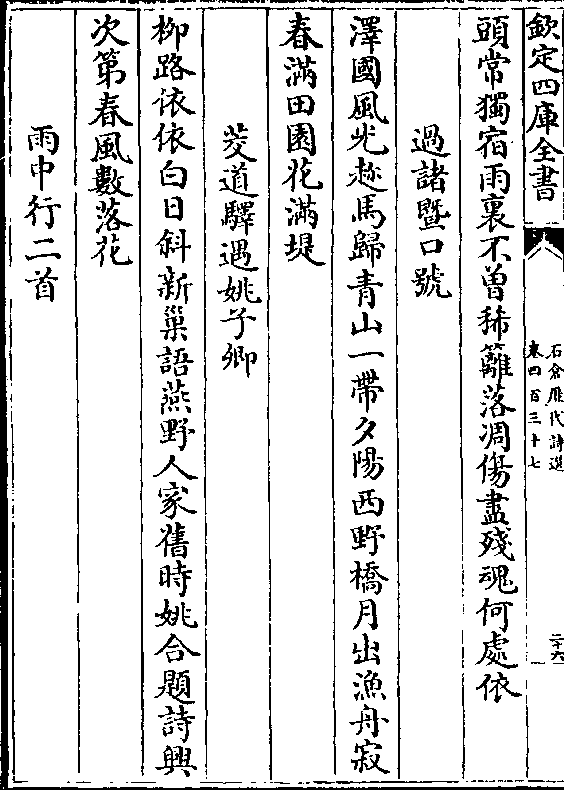 欽定四庫全書
石倉歷代詩選
卷四百三十七
二十六
頭常獨宿雨裏不曾稀籬落凋傷盡殘魂何處依
過諸暨口號
澤國風光趂馬歸青山一帶夕陽西野橋月出漁舟寂
春滿田園花滿堤
茭道驛遇姚子卿
柳路依依白日斜新巢語燕野人家舊時姚合題詩興
次第春風數落花
雨中行二首